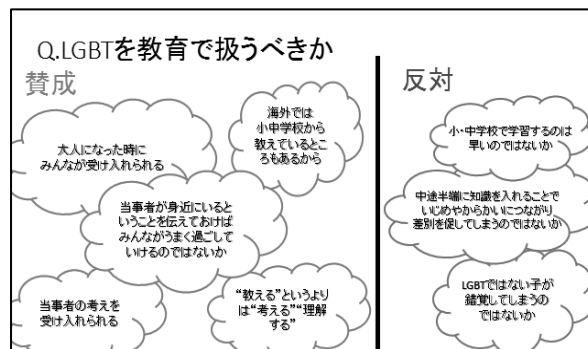 Q.LGBTを教育で扱うべきか
賛成
大人になった時に
みんなが受け入れられる
海外では
小中学校から
教えているとこ
ろもあるから
当事者が身近にいると
いうことを伝えておけば
みんながうまく過ごして
いけるのではないか
当事者の考えを
受け入れられる
“教える”というより
は“考える”“理解
する”
反対
小・中学校で学習するのは
早いのではないか
中途半端に知識を入れることで
いじめやからかいにつながり
差別を促してしまうのではないか
LGBTではない子が
錯覚してしまうの
ではないか